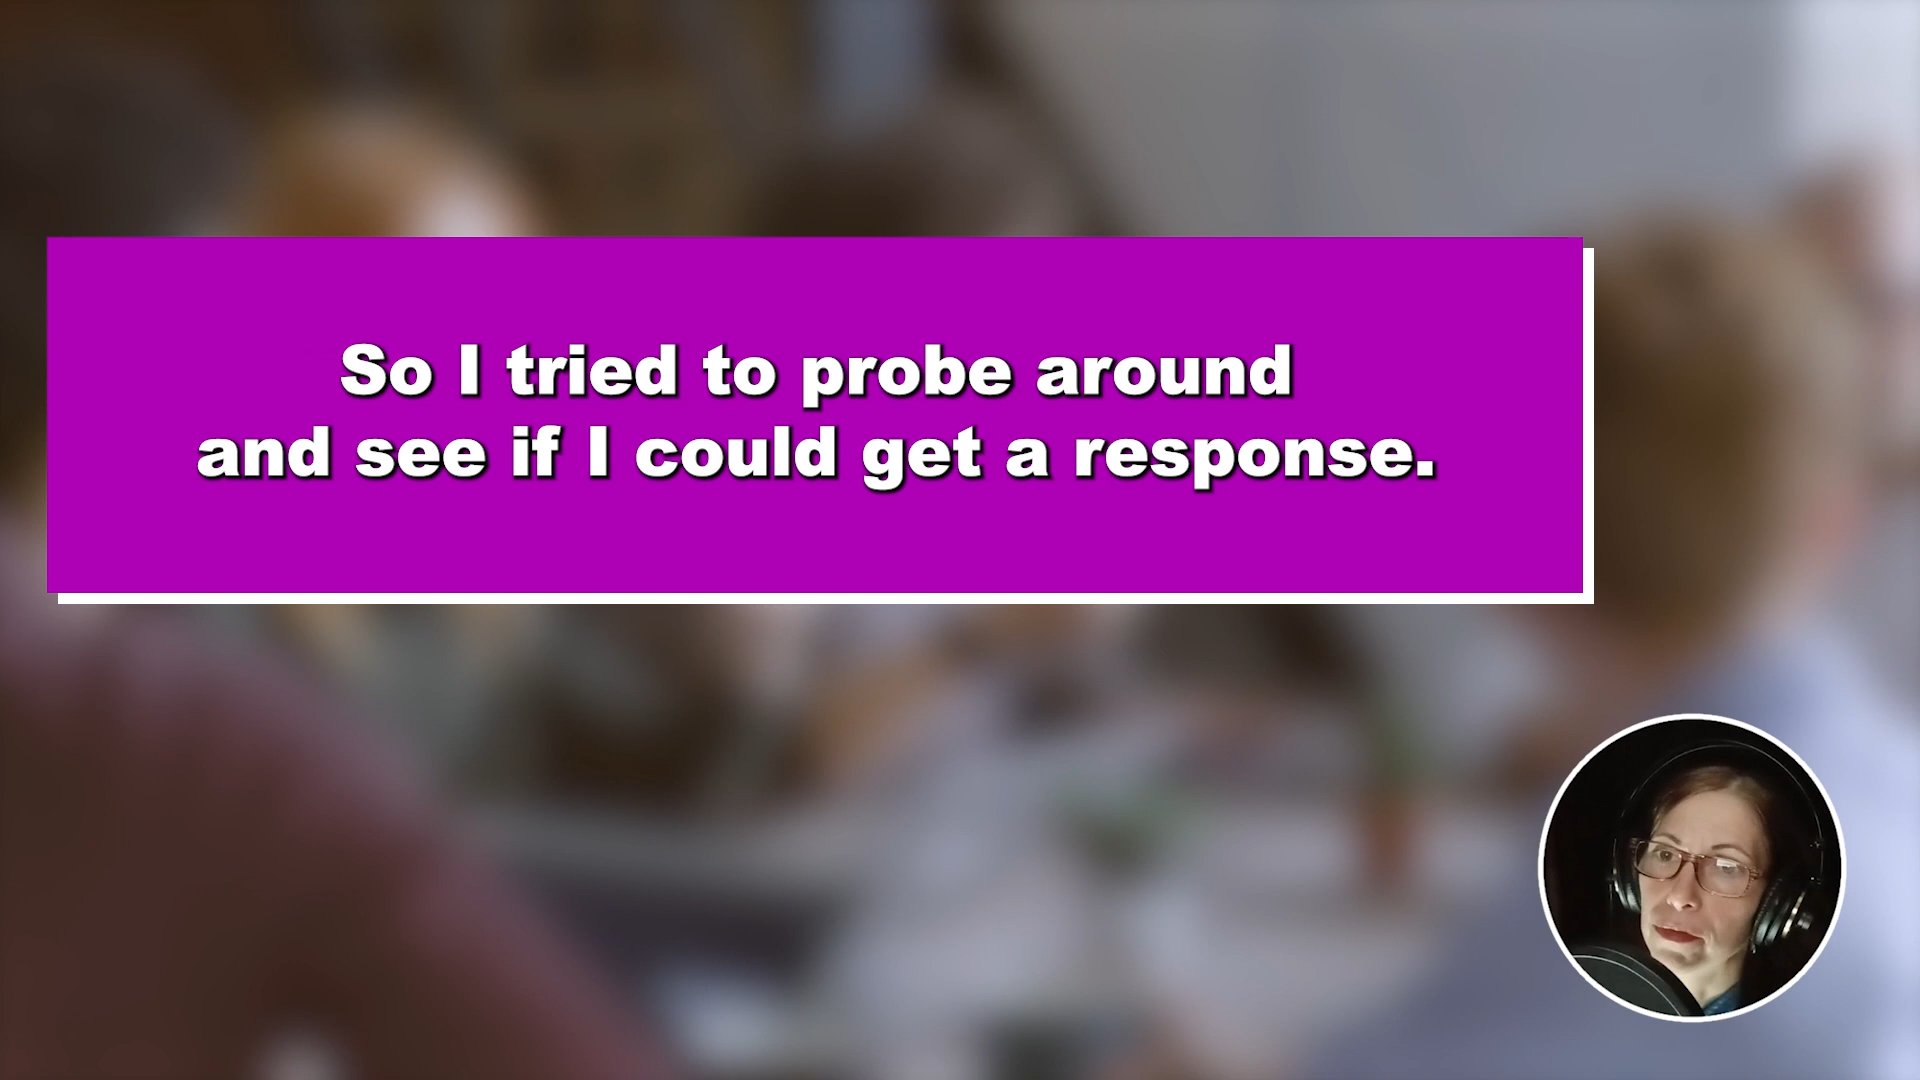 So I tried to probe around
and see if I could get a response.